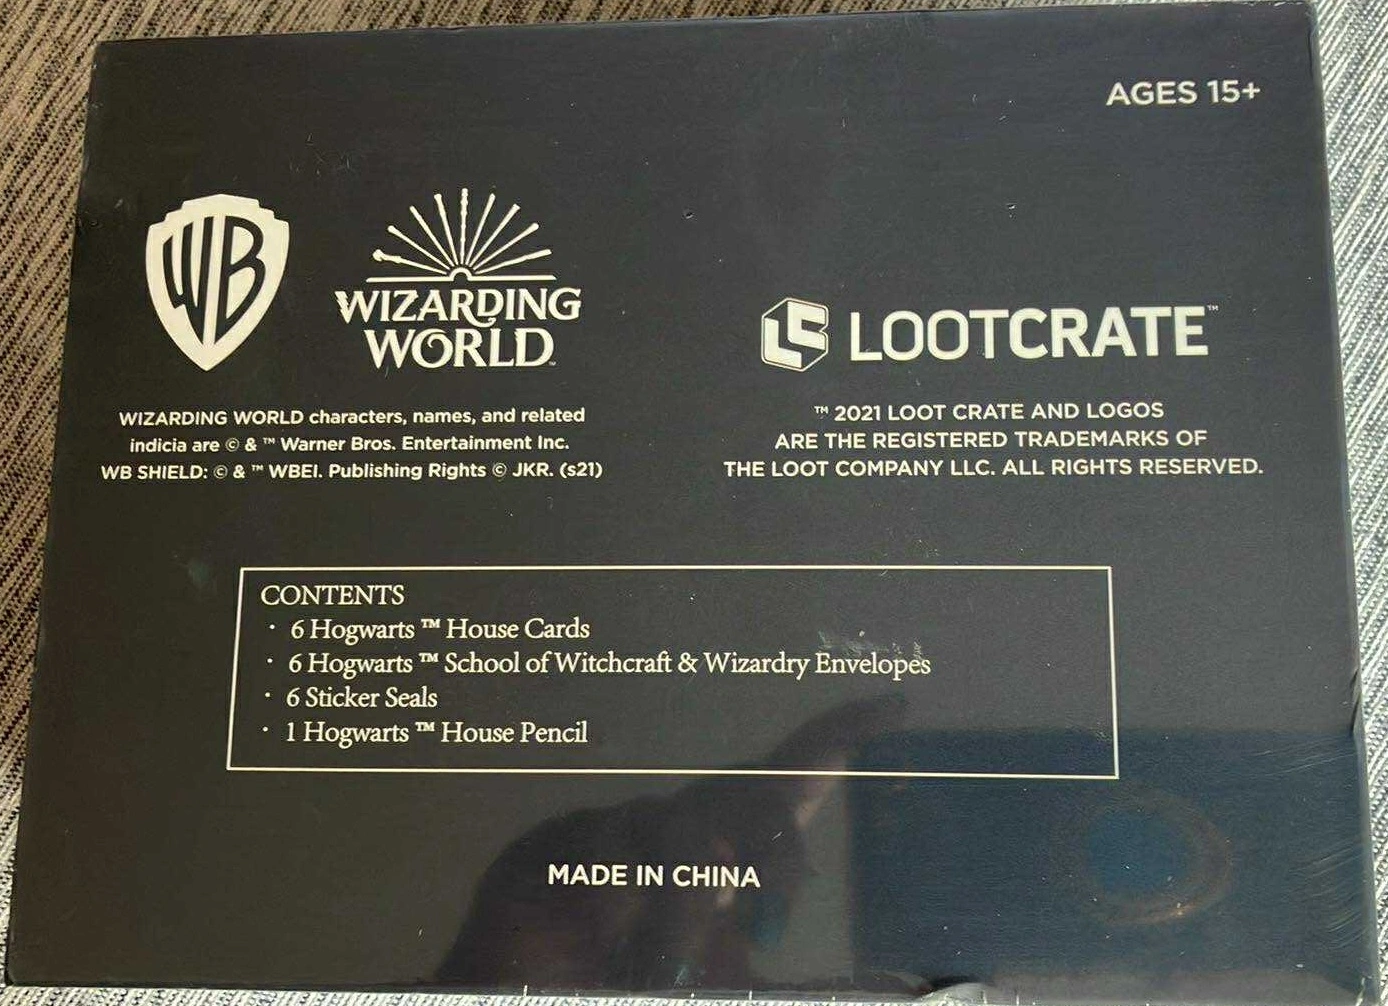 AGES 15+
WB
WIZARDING
WORLD™
LOOTCRATE™
WIZARDING WORLD characters, names, and related
indicia are © & ™ Warner Bros. Entertainment Inc.
WB SHIELD: © & ™ WBEI. Publishing Rights © JKR. (s21)
™ 2021 LOOT CRATE AND LOGOS
ARE THE REGISTERED TRADEMARKS OF
THE LOOT COMPANY LLC. ALL RIGHTS RESERVED.
CONTENTS
· 6 Hogwarts ™ House Cards
· 6 Hogwarts ™ School of Witchcraft & Wizardry Envelopes
· 6 Sticker Seals
· 1 Hogwarts ™ House Pencil
MADE IN CHINA